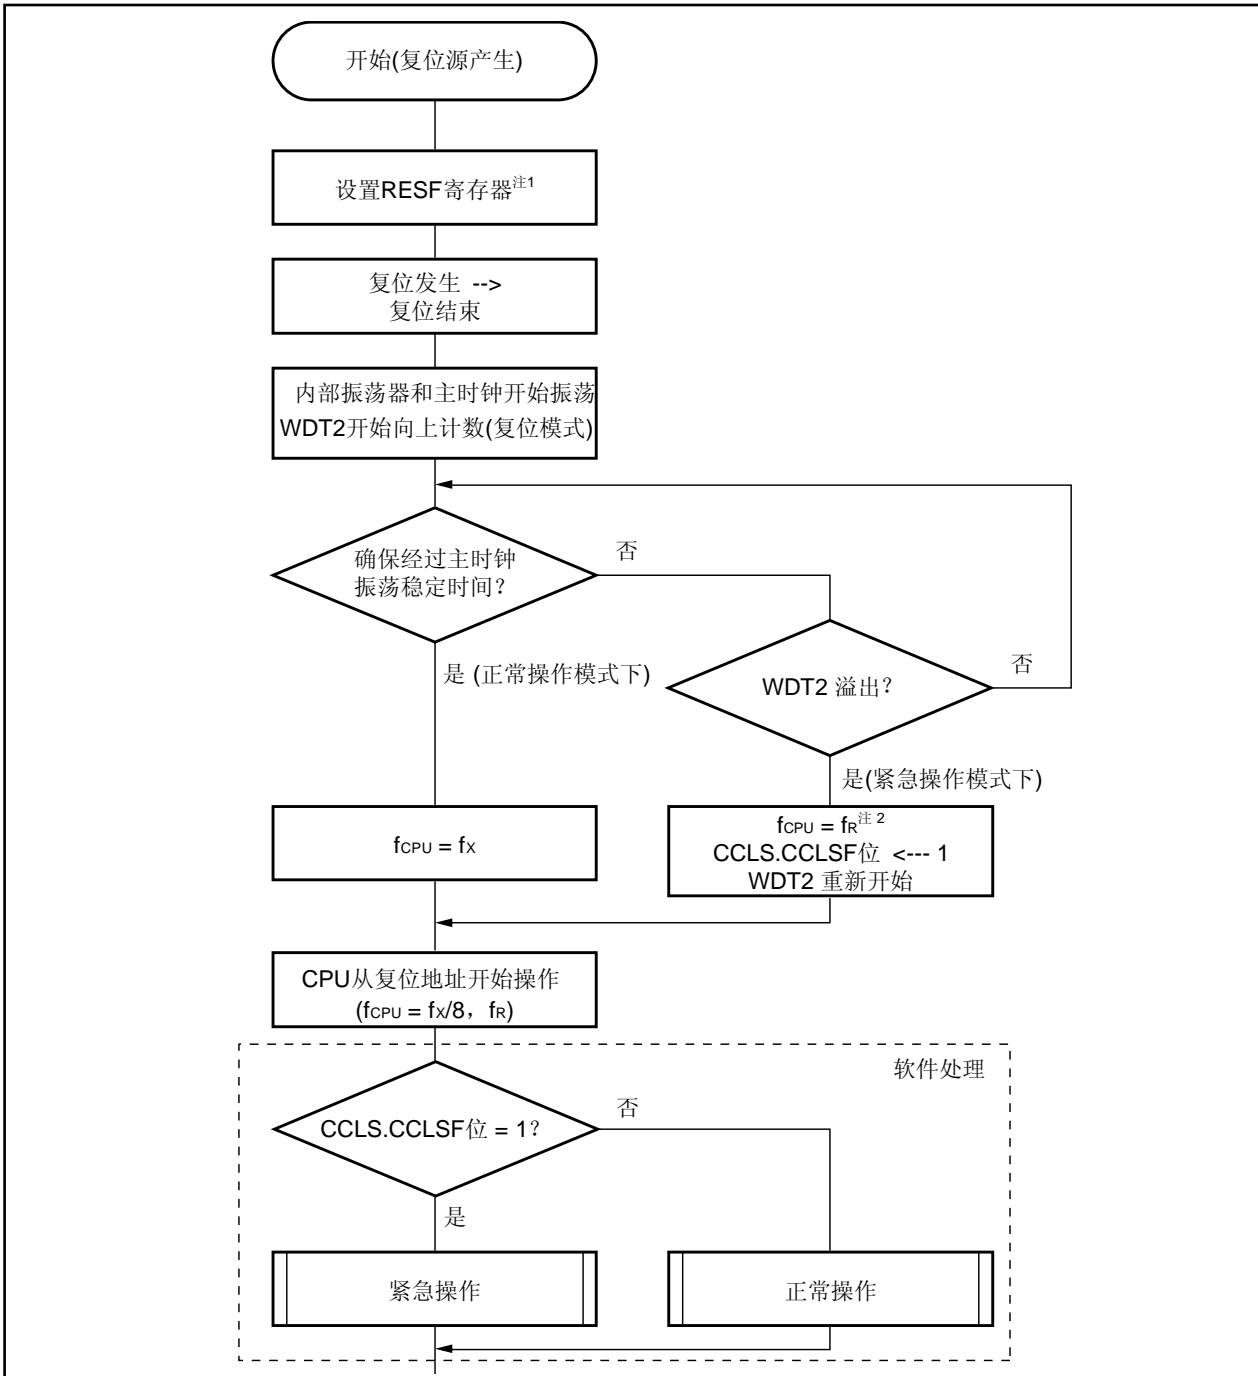 开始(复位源产生)
设置RESF寄存器注1
复位发生 -->
复位结束
内部振荡器和主时钟开始振荡
WDT2开始向上计数(复位模式)
确保经过主时钟
振荡稳定时间？
否
是 (正常操作模式下)
WDT2 溢出？
否
是(紧急操作模式下)
fCPU = fX
fCPU = fR注 2
CCLS.CCLSF位 <--- 1
WDT2 重新开始
CPU从复位地址开始操作
(fCPU = fX/8，fR)
软件处理
CCLS.CCLSF位 = 1？
否
是
紧急操作
正常操作